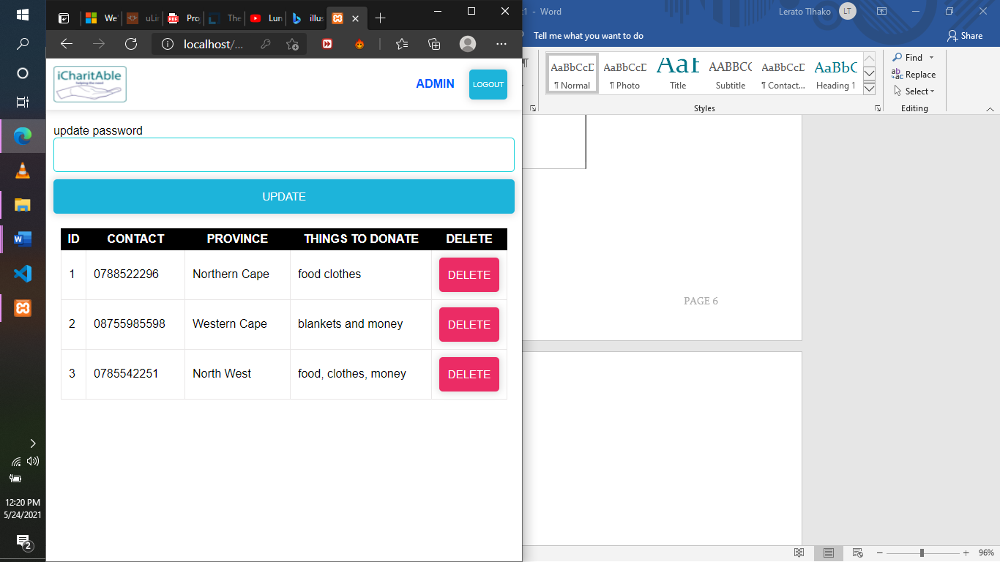 We
uLin
Pro
The
Lun
illus
localhost/...
iCharitAble
helping the need
ADMIN
LOGOUT
update password
UPDATE
ID CONTACT PROVINCE THINGS TO DONATE DELETE
1 0788522296 Northern Cape food clothes DELETE
2 08755985598 Western Cape blankets and money DELETE
3 0785542251 North West food, clothes, money DELETE
12:20 PM
5/24/2021
2
1 - Word
Lerato Tlhako LT
Tell me what you want to do
Share
AaBbCcD AaBbCcD AaB AABBCC AaBbCcD AaBbC
¶ Normal ¶ Photo Title Subtitle ¶ Contact... Heading 1
Styles
Find
Replace
Select
Editing
PAGE 6
96%